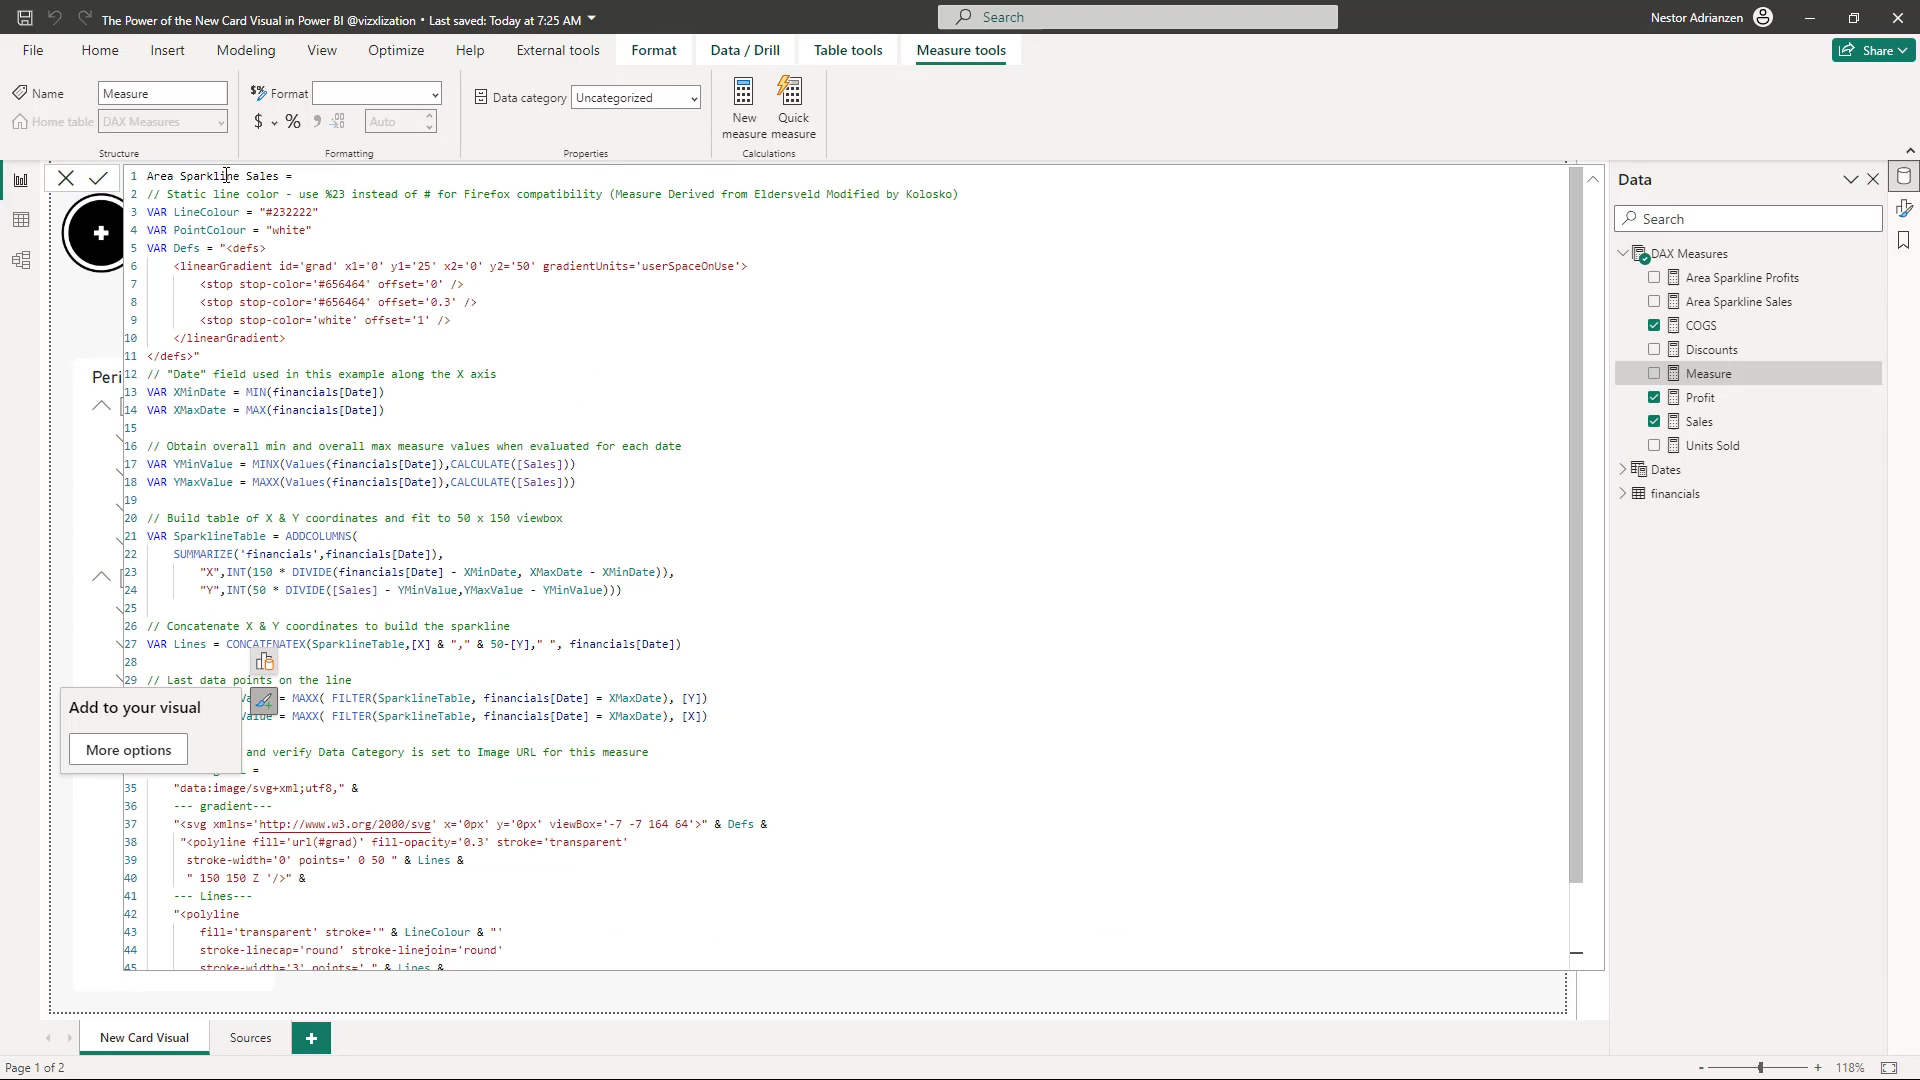 The Power of the New Card Visual in Power BI @vizxlization • Last saved: Today at 7:25 AM
Search
Nestor Adrianzen
File Home Insert Modeling View Optimize Help External tools Format Data / Drill Table tools Measure tools
Share
Name Measure
Home table DAX Measures
Structure
Format
$ % Auto
Formatting
Data category Uncategorized
Properties
New measure
Quick measure
Calculations
1 Area Sparkline Sales =
2 // Static line color - use %23 instead of # for Firefox compatibility (Measure Derived from Eldersveld Modified by Kolosko)
3 VAR LineColour = "#232222"
4 VAR PointColour = "white"
5 VAR Defs = "<defs>
6 <linearGradient id='grad' x1='0' y1='25' x2='0' y2='50' gradientUnits='userSpaceOnUse'>
7 <stop stop-color='#656464' offset='0' />
8 <stop stop-color='#656464' offset='0.3' />
9 <stop stop-color='white' offset='1' />
10 </linearGradient>
11 </defs>"
12 // "Date" field used in this example along the X axis
13 VAR XMinDate = MIN(financials[Date])
14 VAR XMaxDate = MAX(financials[Date])
15
16 // Obtain overall min and overall max measure values when evaluated for each date
17 VAR YMinValue = MINX(Values(financials[Date]),CALCULATE([Sales]))
18 VAR YMaxValue = MAXX(Values(financials[Date]),CALCULATE([Sales]))
19
20 // Build table of X & Y coordinates and fit to 50 x 150 viewbox
21 VAR SparklineTable = ADDCOLUMNS(
22 SUMMARIZE('financials',financials[Date]),
23 "X",INT(150 * DIVIDE(financials[Date] - XMinDate, XMaxDate - XMinDate)),
24 "Y",INT(50 * DIVIDE([Sales] - YMinValue,YMaxValue - YMinValue)))
25
26 // Concatenate X & Y coordinates to build the sparkline
27 VAR Lines = CONCATENATEX(SparklineTable,[X] & "," & 50-[Y]," ", financials[Date])
28
29 // Last data points on the line
= MAXX( FILTER(SparklineTable, financials[Date] = XMaxDate), [Y])
= MAXX( FILTER(SparklineTable, financials[Date] = XMaxDate), [X])
and verify Data Category is set to Image URL for this measure
=
35 "data:image/svg+xml;utf8," &
36 --- gradient---
37 "<svg xmlns='http://www.w3.org/2000/svg' x='0px' y='0px' viewBox='-7 -7 164 64'>" & Defs &
38 "<polyline fill='url(#grad)' fill-opacity='0.3' stroke='transparent'
39 stroke-width='0' points=' 0 50 " & Lines &
40 " 150 150 Z '/>" &
41 --- Lines---
42 "<polyline
43 fill='transparent' stroke='" & LineColour & "'
44 stroke-linecap='round' stroke-linejoin='round'
45 stroke-width='3' points=' " & Lines &
Peri
Add to your visual
More options
Data
Search
DAX Measures
Area Sparkline Profits
Area Sparkline Sales
COGS
Discounts
Measure
Profit
Sales
Units Sold
Dates
financials
New Card Visual
Sources
Page 1 of 2
- + 118%